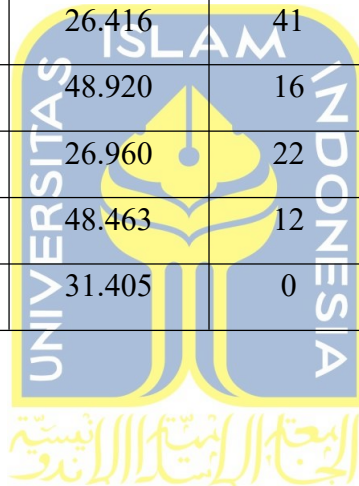 26.416 41
ISLAM
48.920 16
26.960 22
48.463 12
31.405 0
UNIVERSITAS
INDONESIA